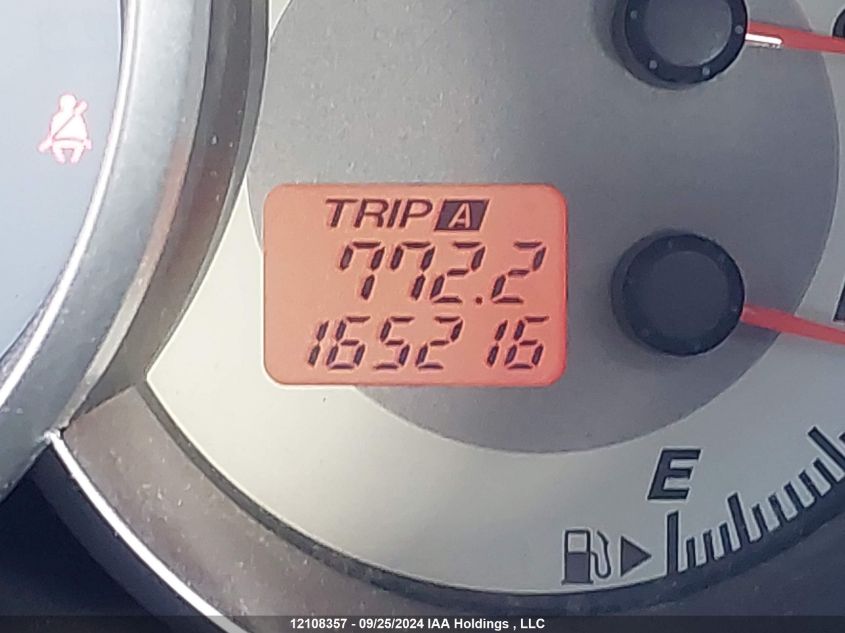 TRIP A
772.2
165216
E
12108357 - 09/25/2024 IAA Holdings , LLC